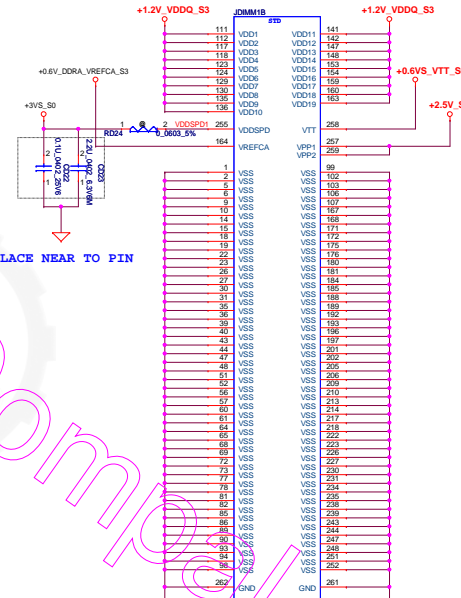 +1.2V_VDDQ_S3 JDIMM1B +1.2V_VDDQ_S3
STD
111 VDD1 VDD11 141
112 VDD2 VDD12 142
117 VDD3 VDD13 147
118 VDD4 VDD14 148
123 VDD5 VDD15 153
124 VDD6 VDD16 154
129 VDD7 VDD17 159
130 VDD8 VDD18 160
135 VDD9 VDD19 163
136 VDD10
+0.6V_DDRA_VREFCA_S3
+0.6VS_VTT_S
+3VS_S0
+2.5V_S
1 @ 2 VDDSPD1 255 VDDSPD VTT 258
RD24 0_0603_5%
164 VREFCA VPP1 257
VPP2 259
2 2
0.1U_0402_25V6
CD22
2.2U_0402_6.3V6M
CD23
1 1
LACE NEAR TO PIN
1 VSS VSS 99
2 VSS VSS 102
5 VSS VSS 103
6 VSS VSS 106
9 VSS VSS 107
10 VSS VSS 167
14 VSS VSS 168
15 VSS VSS 171
18 VSS VSS 172
19 VSS VSS 175
22 VSS VSS 176
23 VSS VSS 180
26 VSS VSS 181
27 VSS VSS 184
30 VSS VSS 185
31 VSS VSS 188
35 VSS VSS 189
36 VSS VSS 192
39 VSS VSS 193
40 VSS VSS 196
43 VSS VSS 197
44 VSS VSS 201
47 VSS VSS 202
48 VSS VSS 205
51 VSS VSS 206
52 VSS VSS 209
56 VSS VSS 210
57 VSS VSS 213
60 VSS VSS 214
61 VSS VSS 217
64 VSS VSS 218
65 VSS VSS 222
68 VSS VSS 223
69 VSS VSS 226
72 VSS VSS 227
73 VSS VSS 230
77 VSS VSS 231
78 VSS VSS 234
81 VSS VSS 235
82 VSS VSS 238
85 VSS VSS 239
86 VSS VSS 243
89 VSS VSS 244
90 VSS VSS 247
93 VSS VSS 248
94 VSS VSS 251
98 VSS VSS 252
262 GND GND 261
ompal